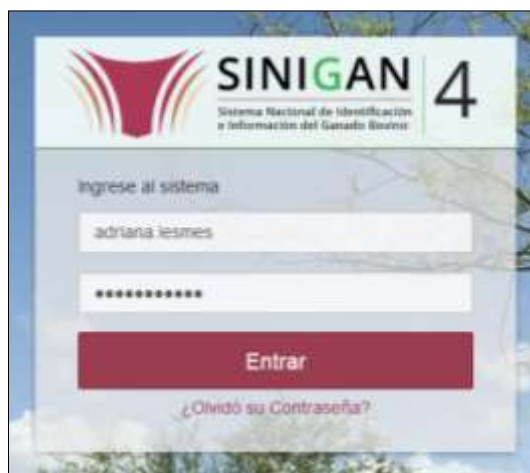 SINIGAN 4
Sistema Nacional de Identificación
e Información del Ganado Bovino
Ingrese al sistema
adriana lesmes
•••••••••••
Entrar
¿Olvidó su Contraseña?